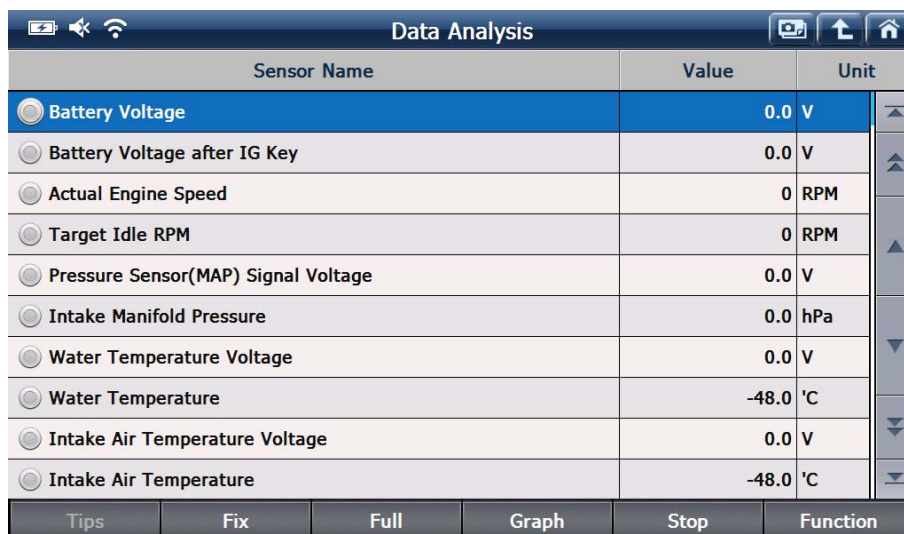 Data Analysis
Sensor Name Value Unit
Battery Voltage 0.0 V
Battery Voltage after IG Key 0.0 V
Actual Engine Speed 0 RPM
Target Idle RPM 0 RPM
Pressure Sensor(MAP) Signal Voltage 0.0 V
Intake Manifold Pressure 0.0 hPa
Water Temperature Voltage 0.0 V
Water Temperature -48.0 'C
Intake Air Temperature Voltage 0.0 V
Intake Air Temperature -48.0 'C
Tips Fix Full Graph Stop Function